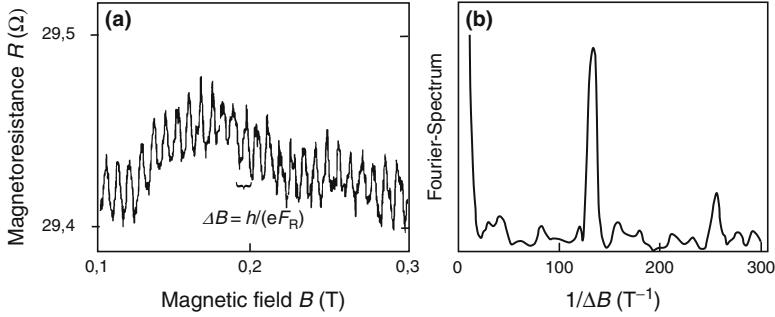 (a)
Magnetoresistance R (Ω)
29,5
29,4
ΔB = h/(eF_R)
0,1
0,2
0,3
Magnetic field B (T)
(b)
Fourier-Spectrum
0
100
200
300
1/ΔB (T⁻¹)